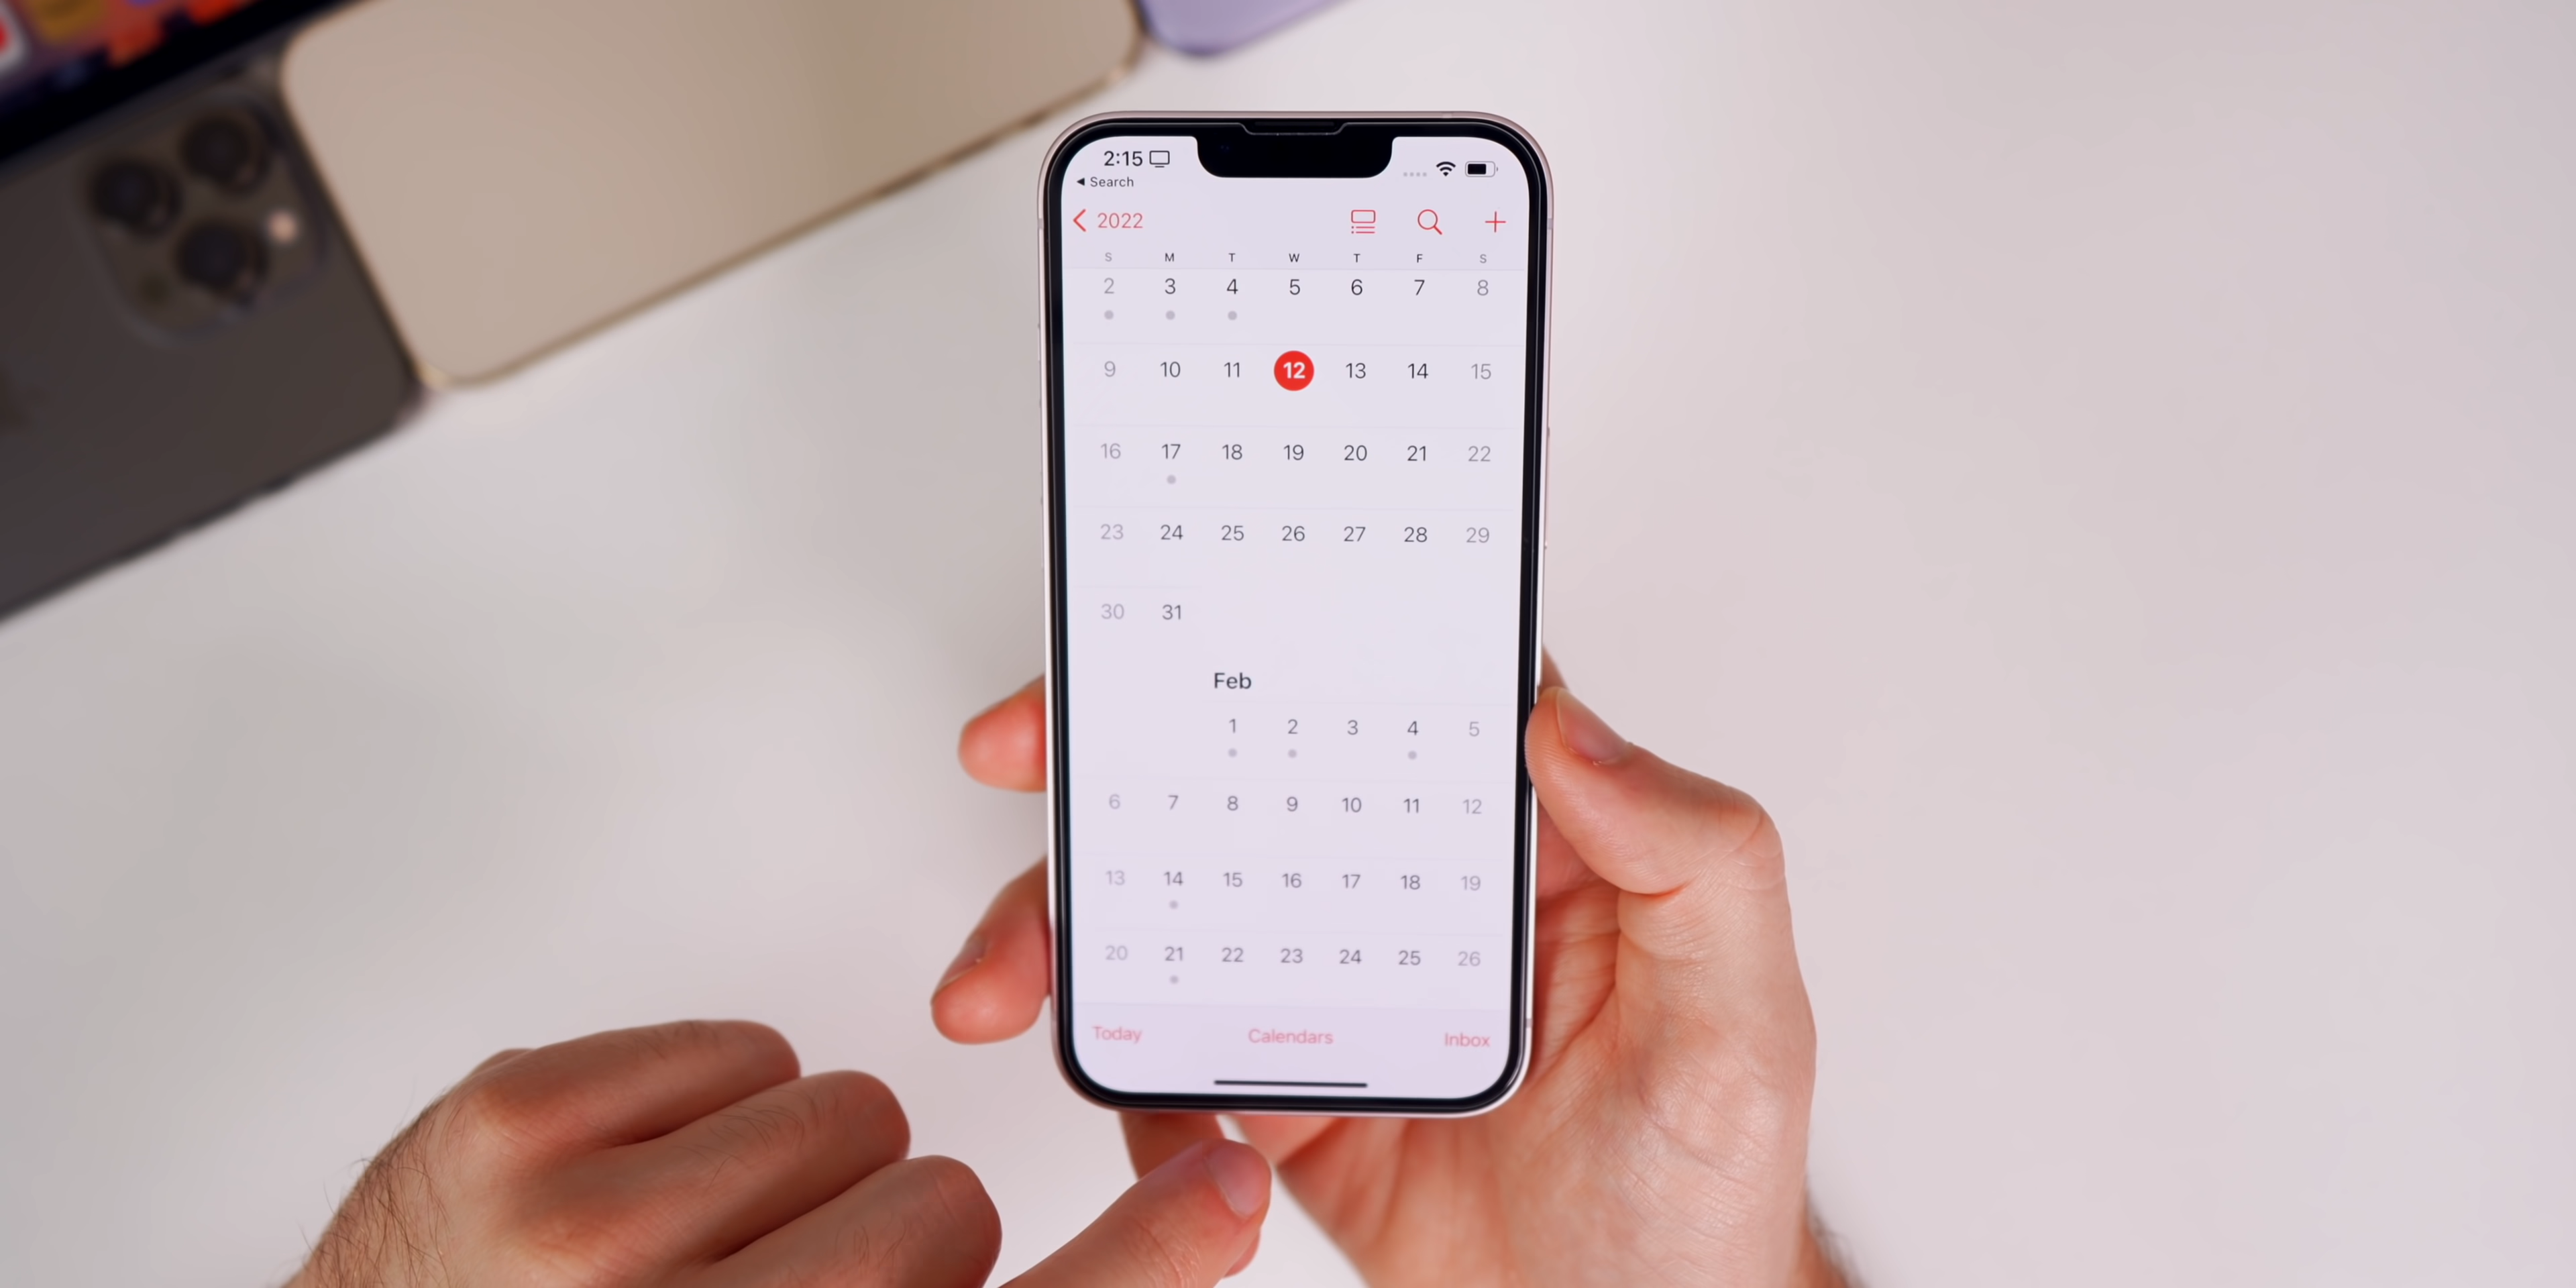 2:15
◀ Search
2022
S M T W T F S
2 3 4 5 6 7 8
9 10 11 12 13 14 15
16 17 18 19 20 21 22
23 24 25 26 27 28 29
30 31
Feb
1 2 3 4 5
6 7 8 9 10 11 12
13 14 15 16 17 18 19
20 21 22 23 24 25 26
Today Calendars Inbox